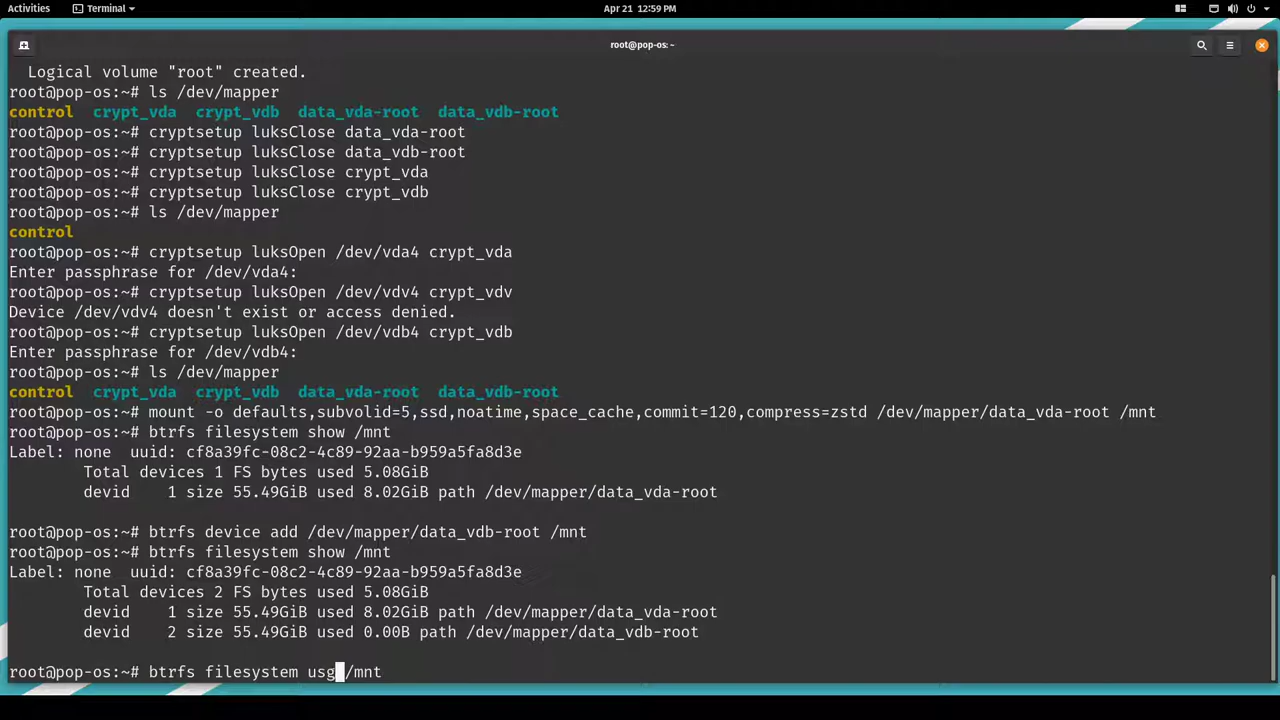 Activities Terminal Apr 21 12:59 PM
root@pop-os: ~
Logical volume "root" created.
root@pop-os:~# ls /dev/mapper
control crypt_vda crypt_vdb data_vda-root data_vdb-root
root@pop-os:~# cryptsetup luksClose data_vda-root
root@pop-os:~# cryptsetup luksClose data_vdb-root
root@pop-os:~# cryptsetup luksClose crypt_vda
root@pop-os:~# cryptsetup luksClose crypt_vdb
root@pop-os:~# ls /dev/mapper
control
root@pop-os:~# cryptsetup luksOpen /dev/vda4 crypt_vda
Enter passphrase for /dev/vda4:
root@pop-os:~# cryptsetup luksOpen /dev/vdv4 crypt_vdv
Device /dev/vdv4 doesn't exist or access denied.
root@pop-os:~# cryptsetup luksOpen /dev/vdb4 crypt_vdb
Enter passphrase for /dev/vdb4:
root@pop-os:~# ls /dev/mapper
control crypt_vda crypt_vdb data_vda-root data_vdb-root
root@pop-os:~# mount -o defaults,subvolid=5,ssd,noatime,space_cache,commit=120,compress=zstd /dev/mapper/data_vda-root /mnt
root@pop-os:~# btrfs filesystem show /mnt
Label: none uuid: cf8a39fc-08c2-4c89-92aa-b959a5fa8d3e
Total devices 1 FS bytes used 5.08GiB
devid 1 size 55.49GiB used 8.02GiB path /dev/mapper/data_vda-root
root@pop-os:~# btrfs device add /dev/mapper/data_vdb-root /mnt
root@pop-os:~# btrfs filesystem show /mnt
Label: none uuid: cf8a39fc-08c2-4c89-92aa-b959a5fa8d3e
Total devices 2 FS bytes used 5.08GiB
devid 1 size 55.49GiB used 8.02GiB path /dev/mapper/data_vda-root
devid 2 size 55.49GiB used 0.00B path /dev/mapper/data_vdb-root
root@pop-os:~# btrfs filesystem usg /mnt